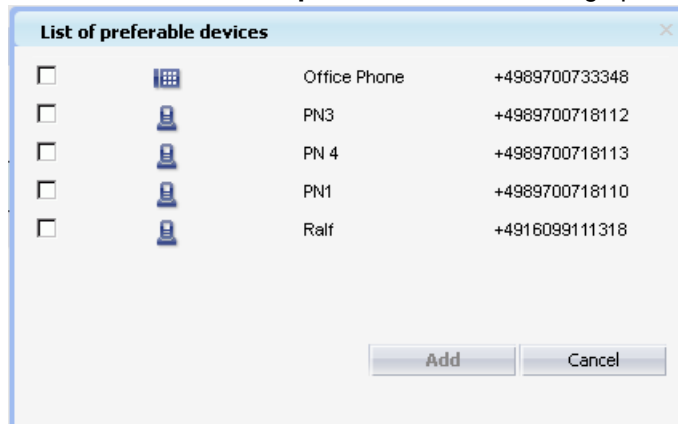 List of preferable devices
Office Phone +4989700733348
PN3 +4989700718112
PN 4 +4989700718113
PN1 +4989700718110
Ralf +4916099111318
Add Cancel